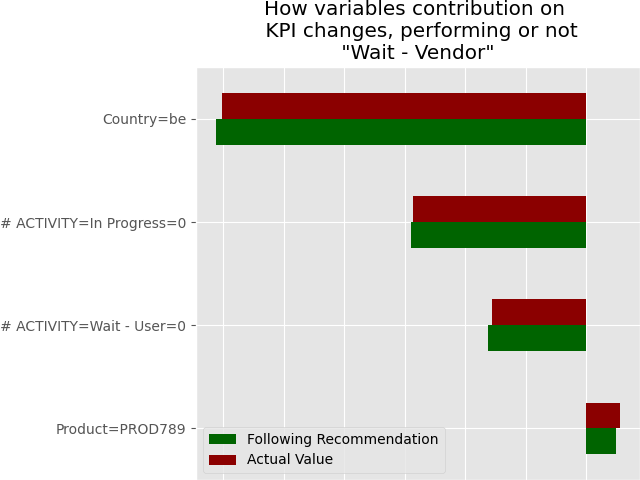 How variables contribution on
KPI changes, performing or not
"Wait - Vendor"
Country=be
# ACTIVITY=In Progress=0
# ACTIVITY=Wait - User=0
Product=PROD789
Following Recommendation
Actual Value